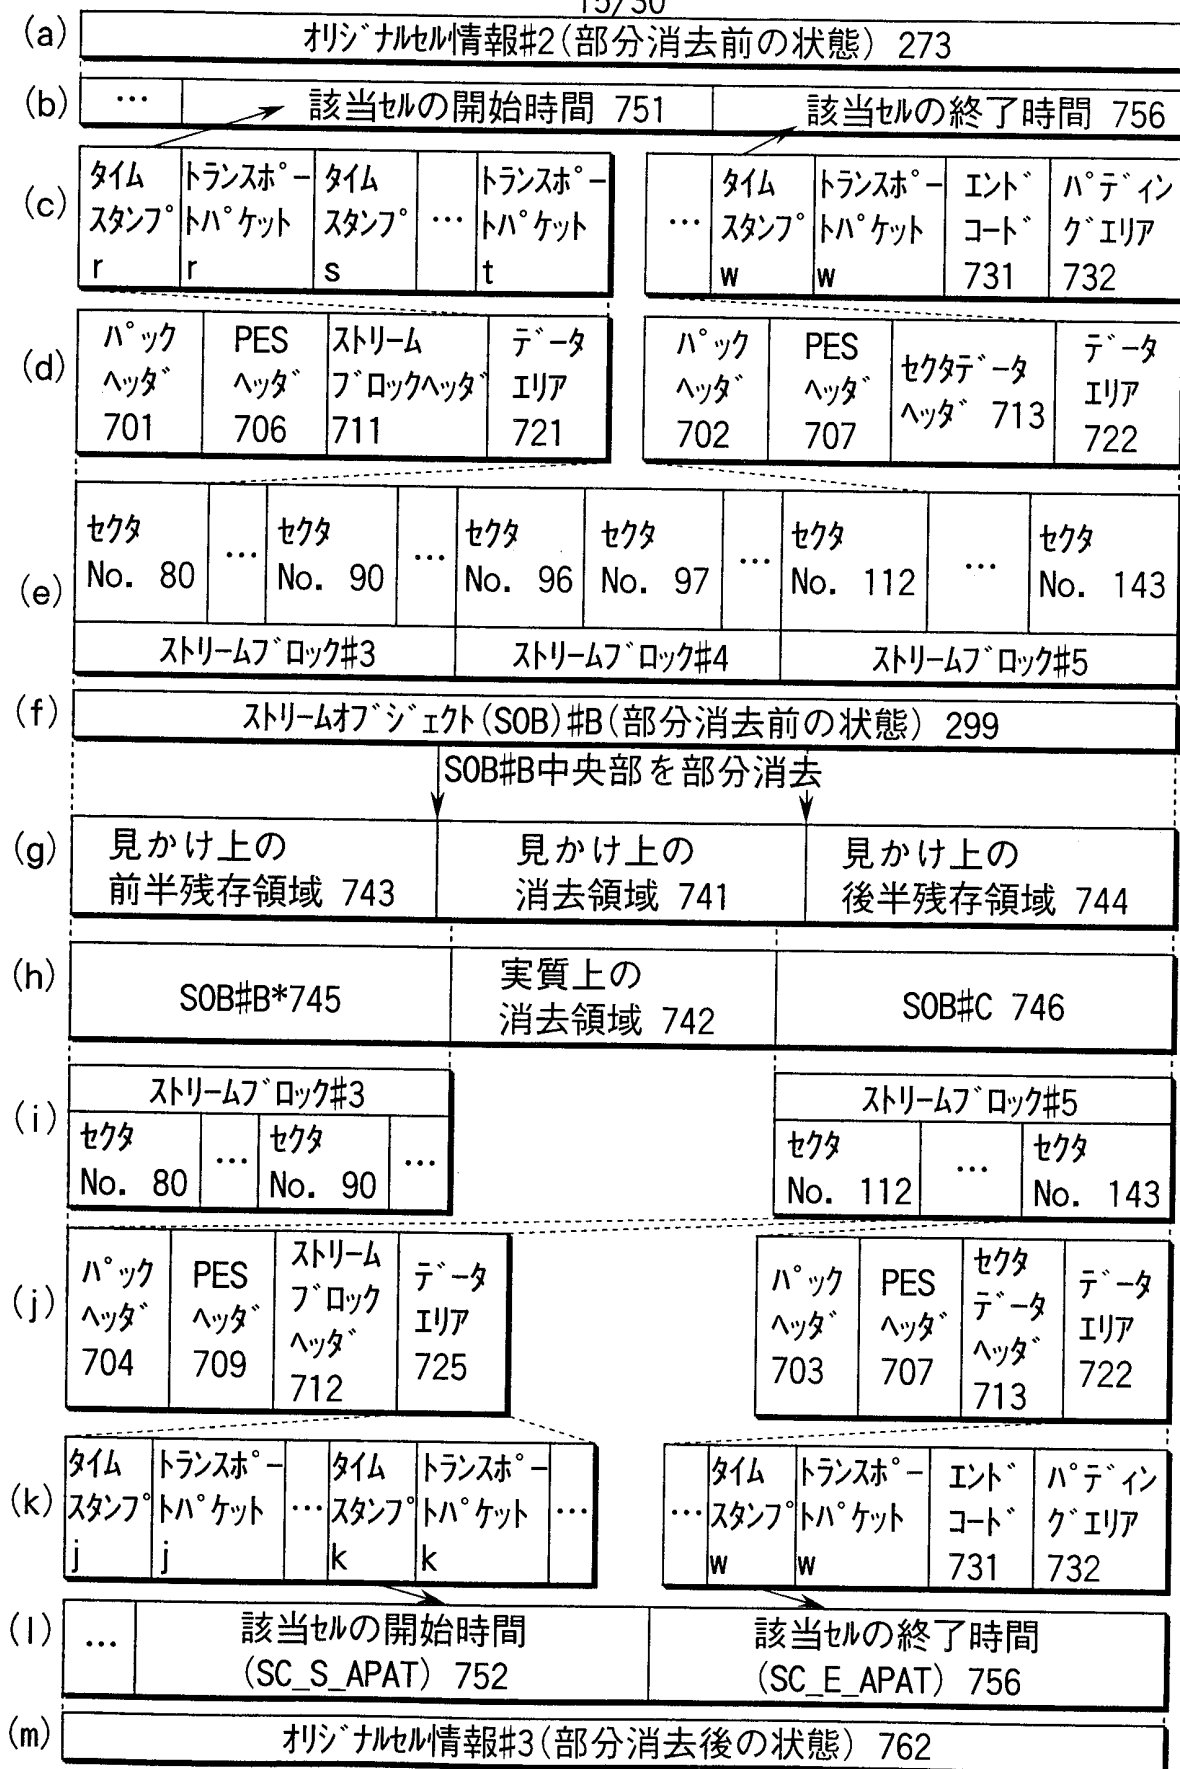 15/30
(a) オリジナルセル情報#2(部分消去前の状態) 273
(b) … 該当セルの開始時間 751 該当セルの終了時間 756
(c)
タイム トランスポー タイム トランスポー タイム トランスポー エンド パディン
スタンプ トパケット スタンプ … トパケット … スタンプ トパケット コード グエリア
r r s t w w 731 732
(d)
パック PES ストリーム データ パック PES セクタデータ データ
ヘッダ ヘッダ ブロックヘッダ エリア ヘッダ ヘッダ ヘッダ 713 エリア
701 706 711 721 702 707 722
(e)
セクタ … セクタ … セクタ セクタ … セクタ … セクタ
No. 80 No. 90 No. 96 No. 97 No. 112 No. 143
ストリームブロック#3 ストリームブロック#4 ストリームブロック#5
(f) ストリームオブジェクト(SOB)#B(部分消去前の状態) 299
SOB#B中央部を部分消去
(g)
見かけ上の 見かけ上の 見かけ上の
前半残存領域 743 消去領域 741 後半残存領域 744
(h)
SOB#B*745 実質上の SOB#C 746
消去領域 742
(i)
ストリームブロック#3 ストリームブロック#5
セクタ … セクタ … セクタ … セクタ
No. 80 No. 90 No. 112 No. 143
(j)
パック PES ストリーム データ パック PES セクタ データ
ヘッダ ヘッダ ブロック エリア ヘッダ ヘッダ データ エリア
704 709 ヘッダ 725 703 707 ヘッダ 722
712 713
(k)
タイム トランスポー タイム トランスポー タイム トランスポー エンド パディン
スタンプ トパケット … スタンプ トパケット … … スタンプ トパケット コード グエリア
j j k k w w 731 732
(l)
… 該当セルの開始時間 該当セルの終了時間
(SC_S_APAT) 752 (SC_E_APAT) 756
(m) オリジナルセル情報#3(部分消去後の状態) 762